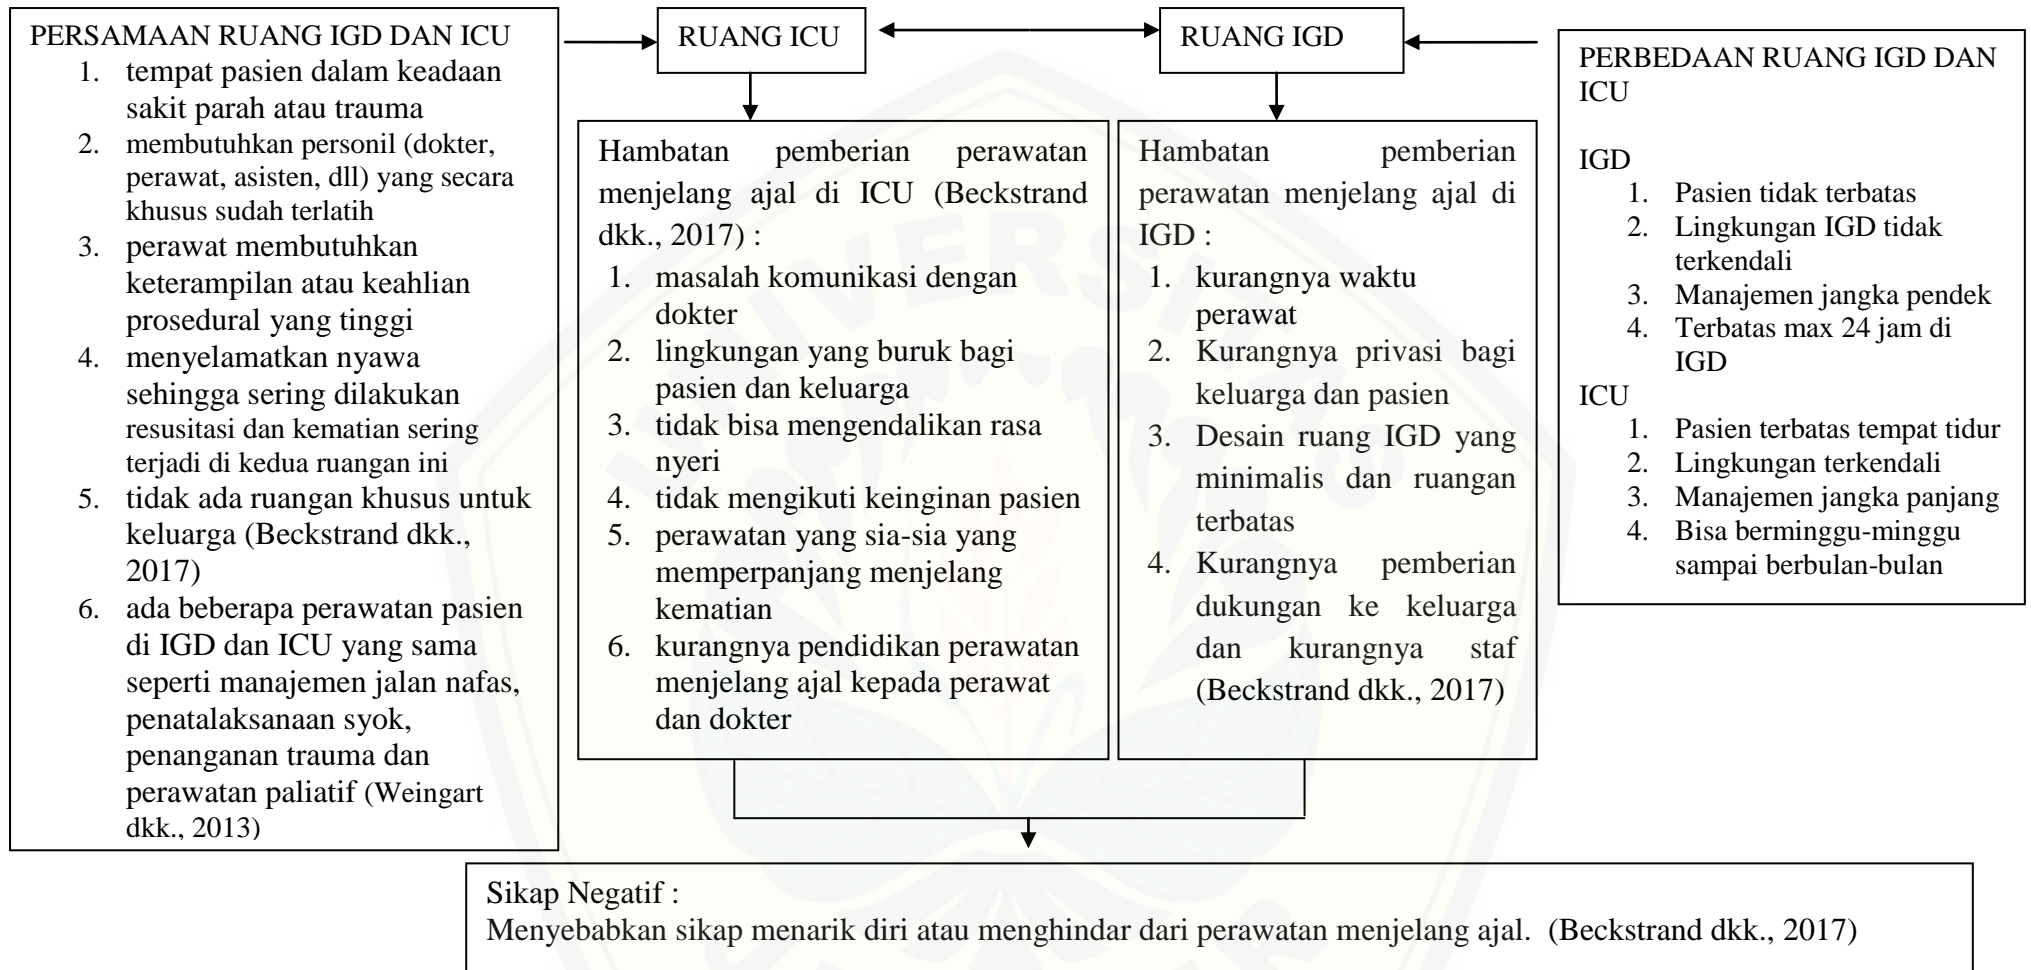 PERSAMAAN RUANG IGD DAN ICU
1. tempat pasien dalam keadaan
sakit parah atau trauma
2. membutuhkan personil (dokter,
perawat, asisten, dll) yang secara
khusus sudah terlatih
3. perawat membutuhkan
keterampilan atau keahlian
prosedural yang tinggi
4. menyelamatkan nyawa
sehingga sering dilakukan
resusitasi dan kematian sering
terjadi di kedua ruangan ini
5. tidak ada ruangan khusus untuk
keluarga (Beckstrand dkk.,
2017)
6. ada beberapa perawatan pasien
di IGD dan ICU yang sama
seperti manajemen jalan nafas,
penatalaksanaan syok,
penanganan trauma dan
perawatan paliatif (Weingart
dkk., 2013)
RUANG ICU
Hambatan pemberian perawatan
menjelang ajal di ICU (Beckstrand
dkk., 2017) :
1. masalah komunikasi dengan
dokter
2. lingkungan yang buruk bagi
pasien dan keluarga
3. tidak bisa mengendalikan rasa
nyeri
4. tidak mengikuti keinginan pasien
5. perawatan yang sia-sia yang
memperpanjang menjelang
kematian
6. kurangnya pendidikan perawatan
menjelang ajal kepada perawat
dan dokter
RUANG IGD
Hambatan pemberian
perawatan menjelang ajal di
IGD :
1. kurangnya waktu
perawat
2. Kurangnya privasi bagi
keluarga dan pasien
3. Desain ruang IGD yang
minimalis dan ruangan
terbatas
4. Kurangnya pemberian
dukungan ke keluarga
dan kurangnya staf
(Beckstrand dkk., 2017)
PERBEDAAN RUANG IGD DAN
ICU
IGD
1. Pasien tidak terbatas
2. Lingkungan IGD tidak
terkendali
3. Manajemen jangka pendek
4. Terbatas max 24 jam di
IGD
ICU
1. Pasien terbatas tempat tidur
2. Lingkungan terkendali
3. Manajemen jangka panjang
4. Bisa berminggu-minggu
sampai berbulan-bulan
Sikap Negatif :
Menyebabkan sikap menarik diri atau menghindar dari perawatan menjelang ajal. (Beckstrand dkk., 2017)
UNIVERSITAS